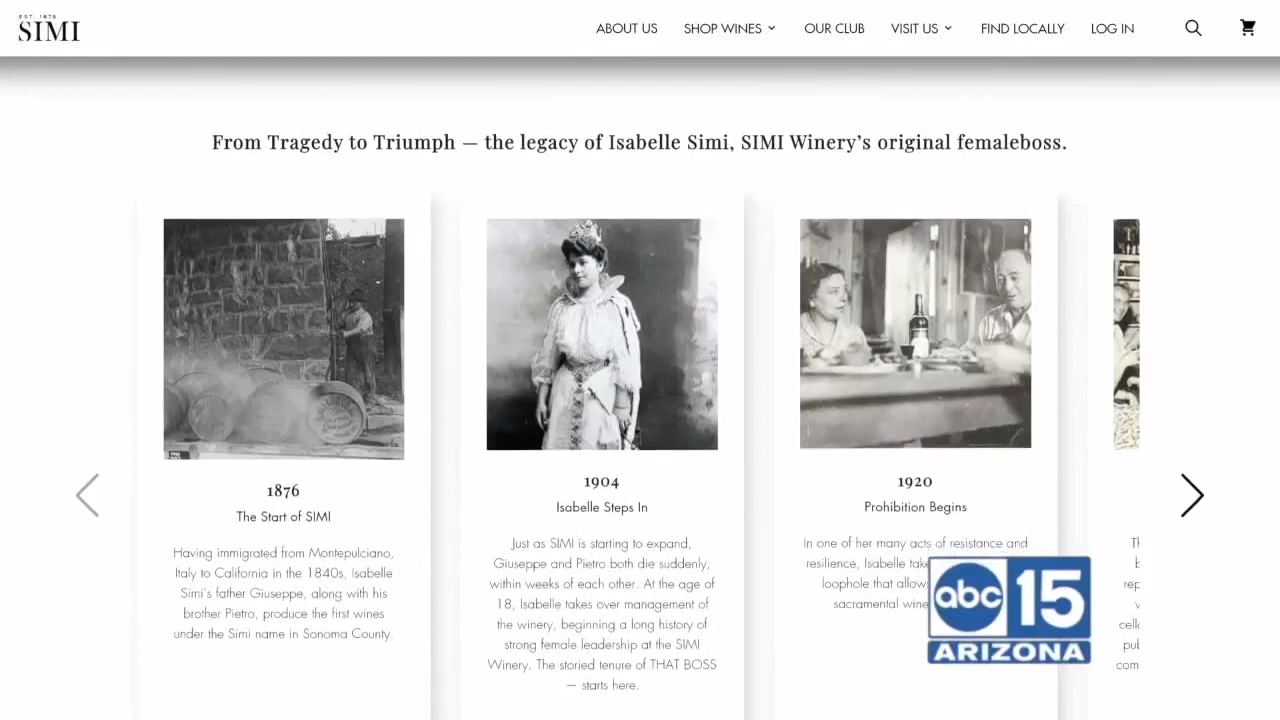 EST. 1876
SIMI
ABOUT US
SHOP WINES
OUR CLUB
VISIT US
FIND LOCALLY
LOG IN
From Tragedy to Triumph — the legacy of Isabelle Simi, SIMI Winery’s original femaleboss.
1876
The Start of SIMI
Having immigrated from Montepulciano,
Italy to California in the 1840s, Isabelle
Simi’s father Giuseppe, along with his
brother Pietro, produce the first wines
under the Simi name in Sonoma County.
1904
Isabelle Steps In
Just as SIMI is starting to expand,
Giuseppe and Pietro both die suddenly,
within weeks of each other. At the age of
18, Isabelle takes over management of
the winery, beginning a long history of
strong female leadership at the SIMI
Winery. The storied tenure of THAT BOSS
— starts here.
1920
Prohibition Begins
In one of her many acts of resistance and
resilience, Isabelle
loophole that
sacramental
abc 15
ARIZONA